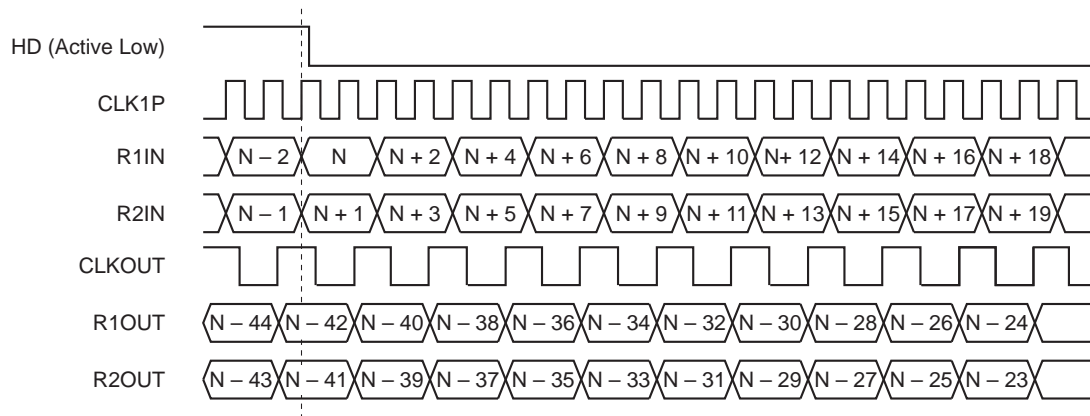 HD (Active Low)
CLK1P
R1IN N – 2 N N + 2 N + 4 N + 6 N + 8 N + 10 N+ 12 N + 14 N + 16 N + 18
R2IN N – 1 N + 1 N + 3 N + 5 N + 7 N + 9 N + 11 N + 13 N + 15 N + 17 N + 19
CLKOUT
R1OUT N – 44 N – 42 N – 40 N – 38 N – 36 N – 34 N – 32 N – 30 N – 28 N – 26 N – 24
R2OUT N – 43 N – 41 N – 39 N – 37 N – 35 N – 33 N – 31 N – 29 N – 27 N – 25 N – 23